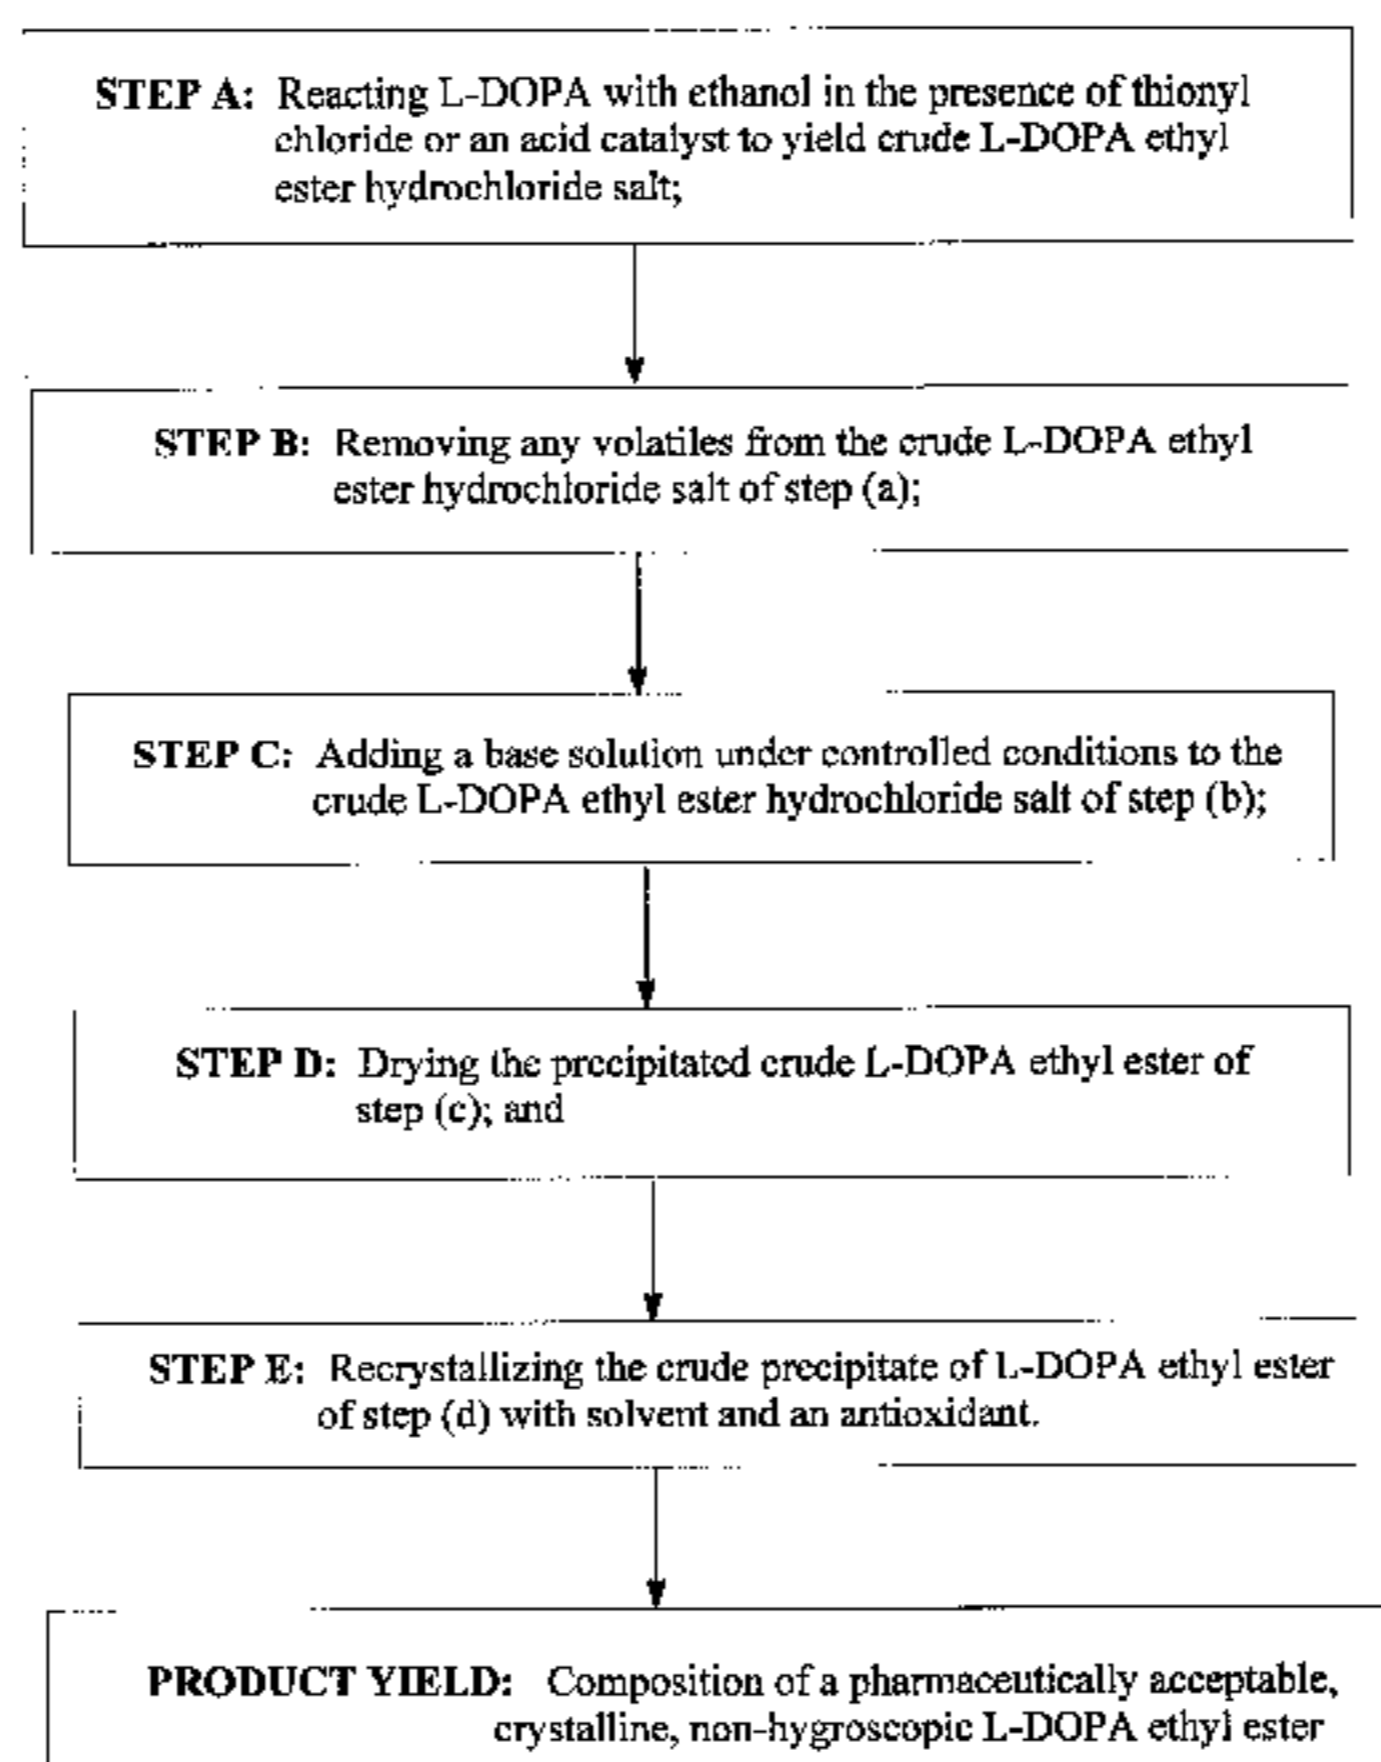 STEP A: Reacting L-DOPA with ethanol in the presence of thionyl
chloride or an acid catalyst to yield crude L-DOPA ethyl
ester hydrochloride salt;
STEP B: Removing any volatiles from the crude L-DOPA ethyl
ester hydrochloride salt of step (a);
STEP C: Adding a base solution under controlled conditions to the
crude L-DOPA ethyl ester hydrochloride salt of step (b);
STEP D: Drying the precipitated crude L-DOPA ethyl ester of
step (c); and
STEP E: Recrystallizing the crude precipitate of L-DOPA ethyl ester
of step (d) with solvent and an antioxidant.
PRODUCT YIELD: Composition of a pharmaceutically acceptable,
crystalline, non-hygroscopic L-DOPA ethyl ester